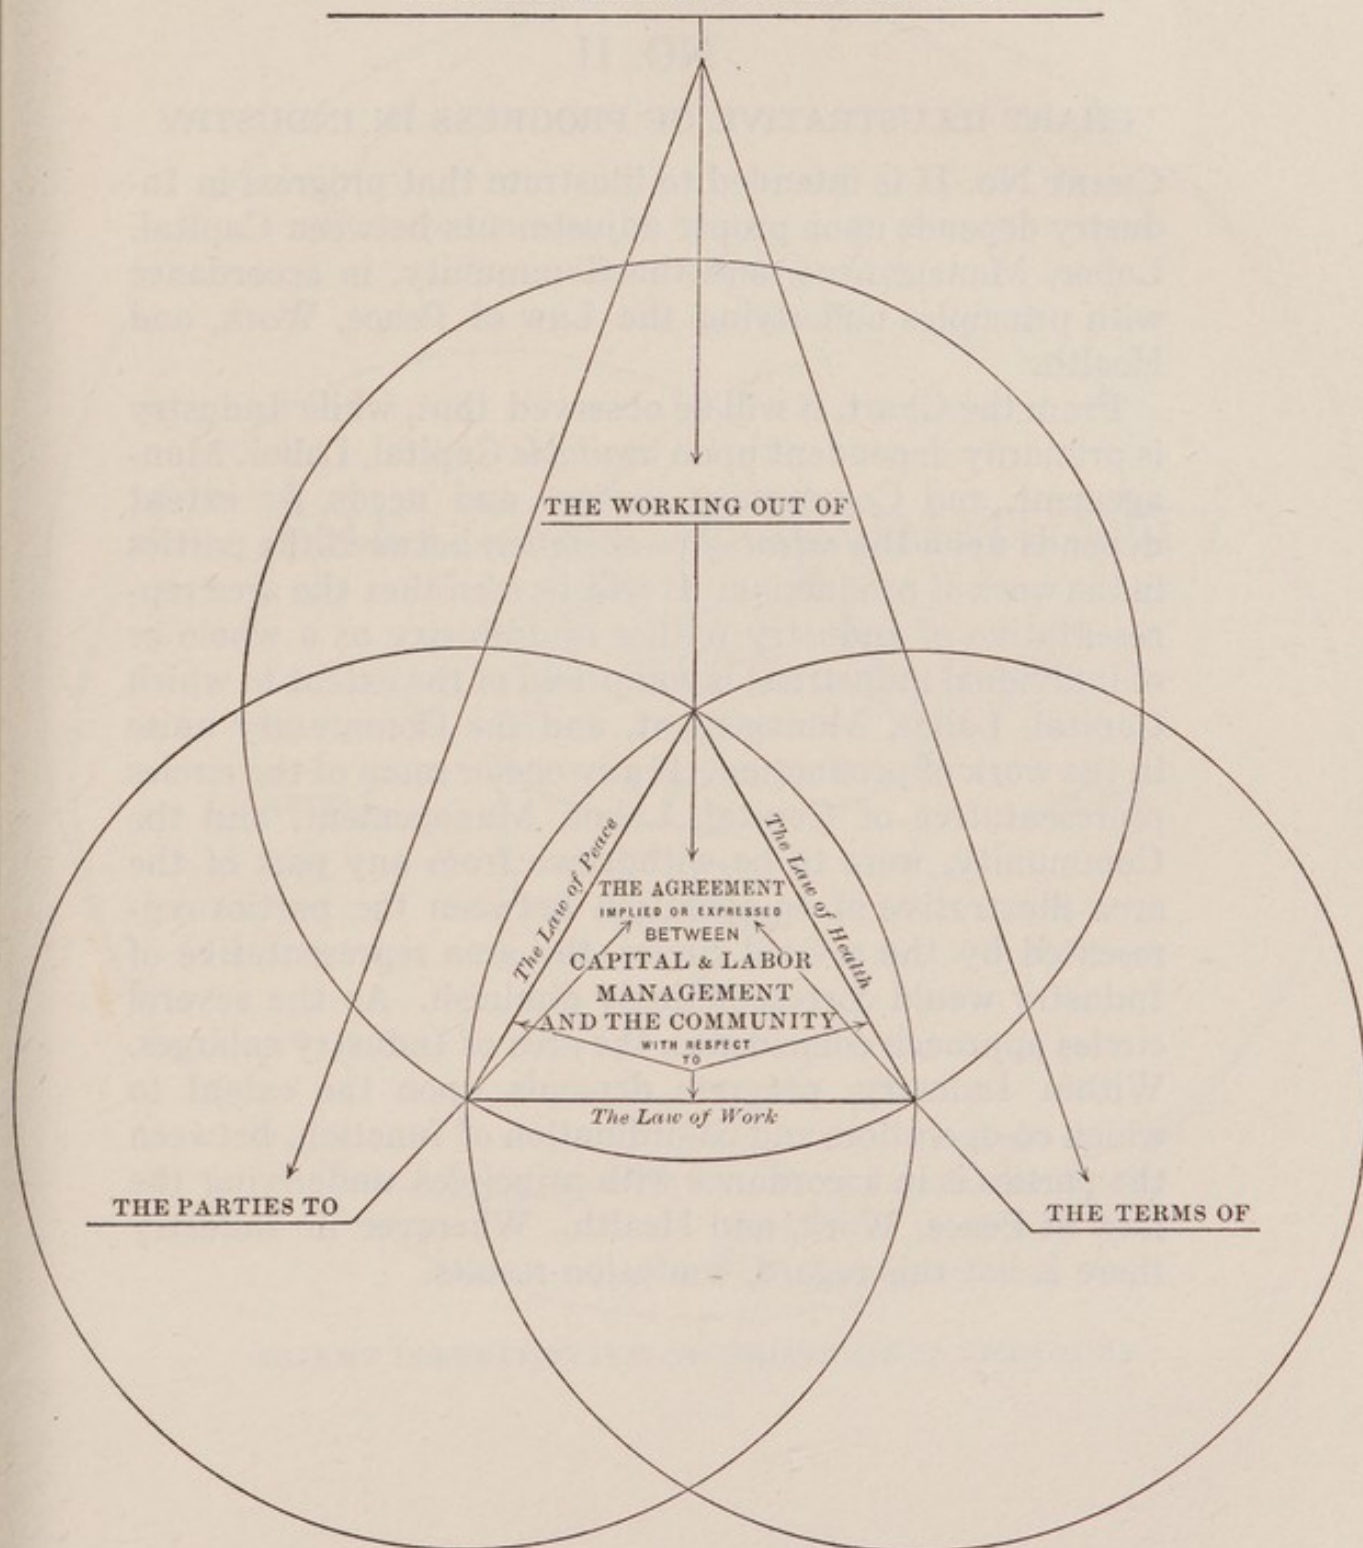 THE WORKING OUT OF
The Law of Peace
The Law of Health
THE AGREEMENT
IMPLIED OR EXPRESSED
BETWEEN
CAPITAL & LABOR
MANAGEMENT
AND THE COMMUNITY
WITH RESPECT
TO
The Law of Work
THE PARTIES TO
THE TERMS OF